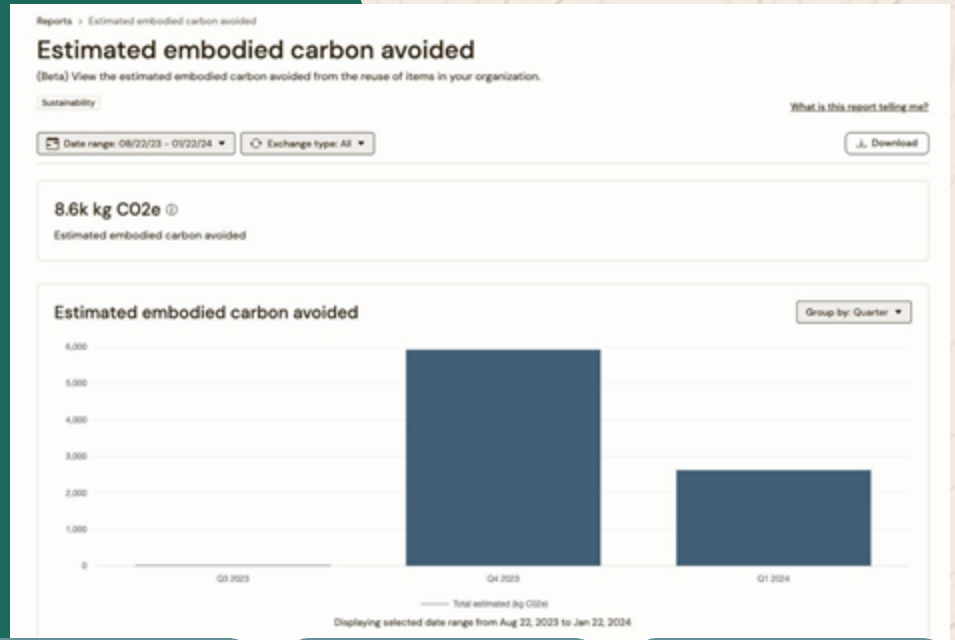 Reports > Estimated embodied carbon avoided
Estimated embodied carbon avoided
(Beta) View the estimated embodied carbon avoided from the reuse of items in your organization.
Sustainability
What is this report telling me?
Date range: 08/22/23 - 01/22/24
Exchange type: All
Download
8.6k kg CO2e
Estimated embodied carbon avoided
Estimated embodied carbon avoided
Group by: Quarter
6,000
5,000
4,000
3,000
2,000
1,000
0
Q3 2023
Q4 2023
Q1 2024
Total estimated (kg CO2e)
Displaying selected date range from Aug 22, 2023 to Jan 22, 2024